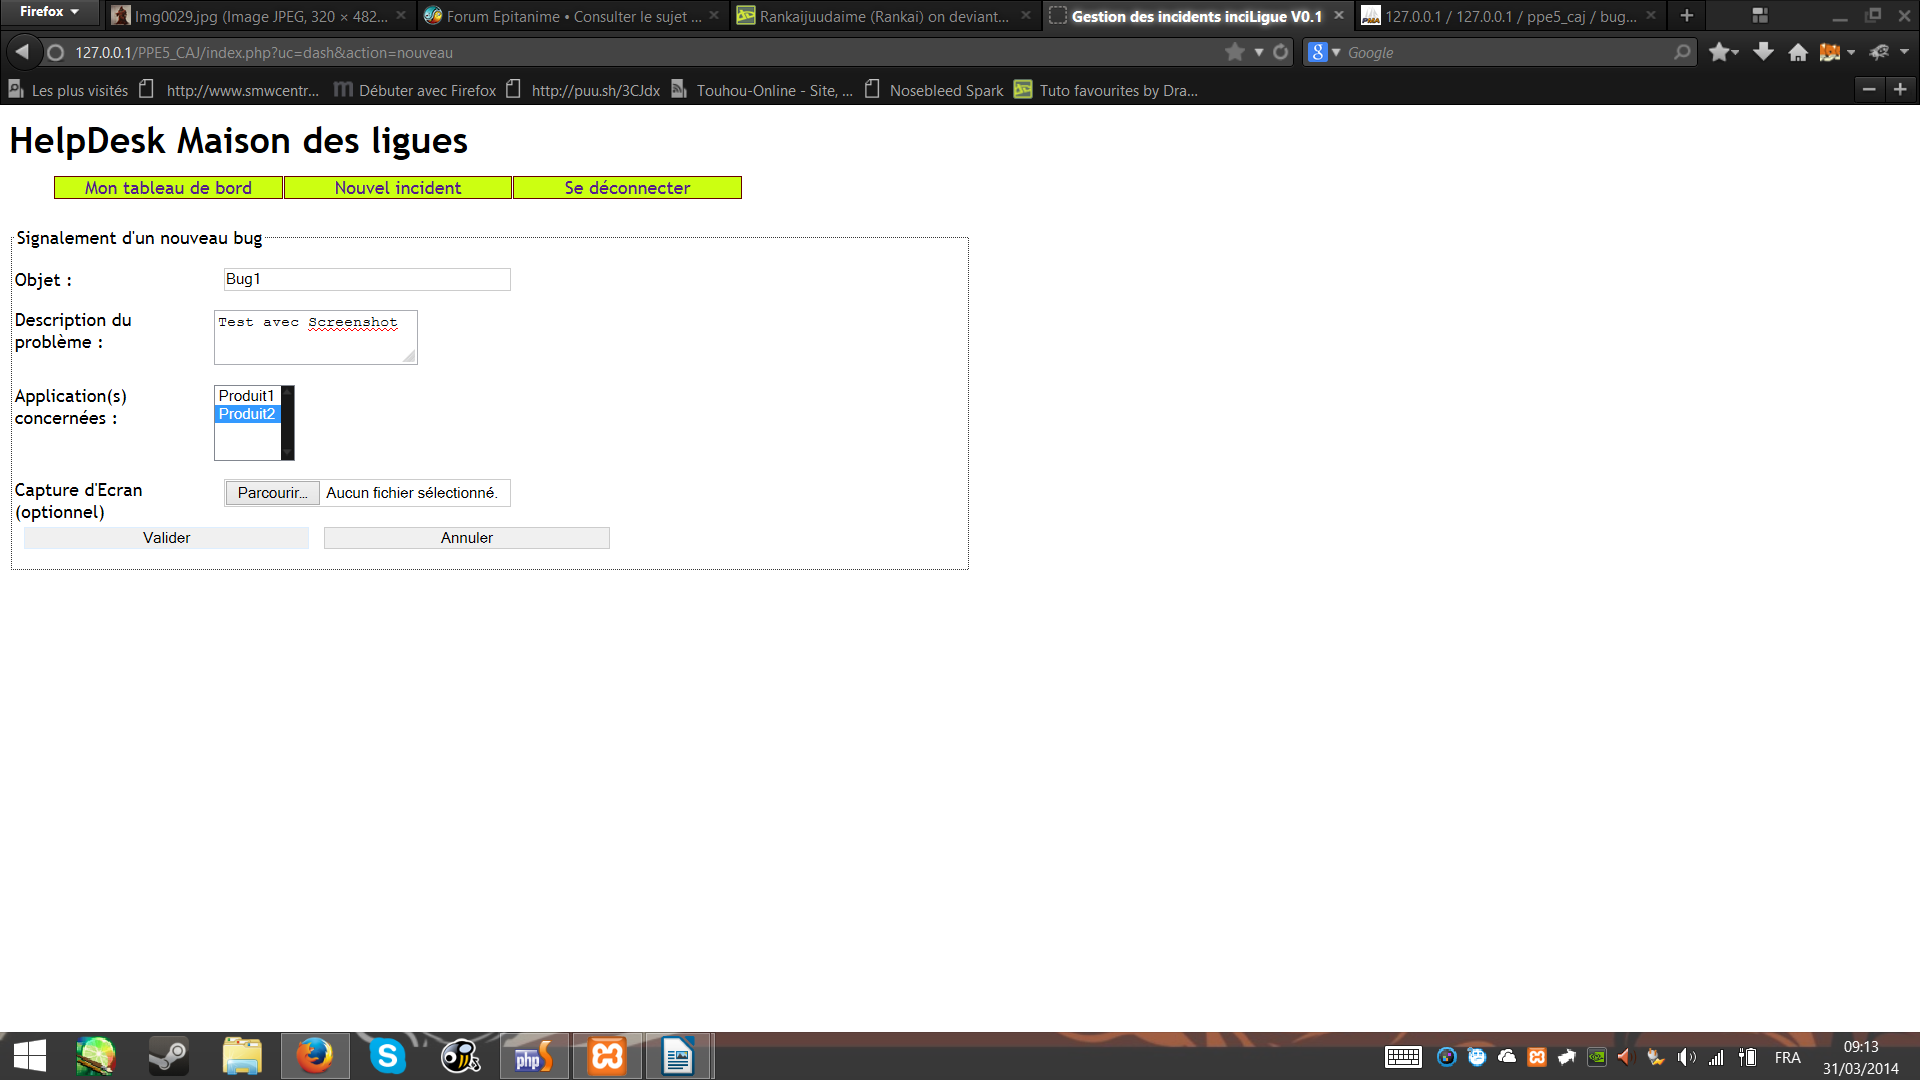 Firefox
Img0029.jpg (Image JPEG, 320 × 482...
Forum Epitanime • Consulter le sujet ...
Rankaijuudaime (Rankai) on deviant...
Gestion des incidents inciLigue V0.1
127.0.0.1 / 127.0.0.1 / ppe5_caj / bug...
127.0.0.1/PPE5_CAJ/index.php?uc=dash&action=nouveau
Google
Les plus visités
http://www.smwcentr...
Débuter avec Firefox
http://puu.sh/3CJdx
Touhou-Online - Site, ...
Nosebleed Spark
Tuto favourites by Dra...
HelpDesk Maison des ligues
Mon tableau de bord
Nouvel incident
Se déconnecter
Signalement d'un nouveau bug
Objet :
Bug1
Description du
problème :
Test avec Screenshot
Application(s)
concernées :
Produit1
Produit2
Capture d'Ecran
(optionnel)
Parcourir...
Aucun fichier sélectionné.
Valider
Annuler
php
FRA
09:13
31/03/2014